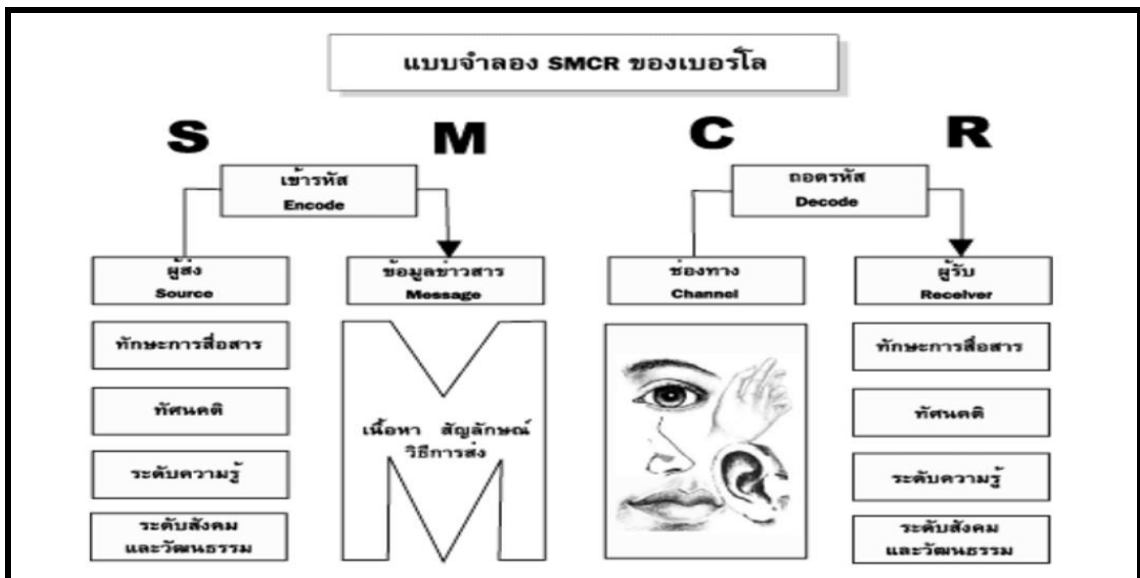 แบบจำลอง SMCR ของเบอร์โล
S M C R
เข้ารหัส
Encode
ถอดรหัส
Decode
ผู้ส่ง
Source
ข้อมูลข่าวสาร
Message
ช่องทาง
Channel
ผู้รับ
Receiver
ทักษะการสื่อสาร
ทัศนคติ
ระดับความรู้
ระดับสังคม
และวัฒนธรรม
เนื้อหา สัญลักษณ์
วิธีการส่ง
ทักษะการสื่อสาร
ทัศนคติ
ระดับความรู้
ระดับสังคม
และวัฒนธรรม